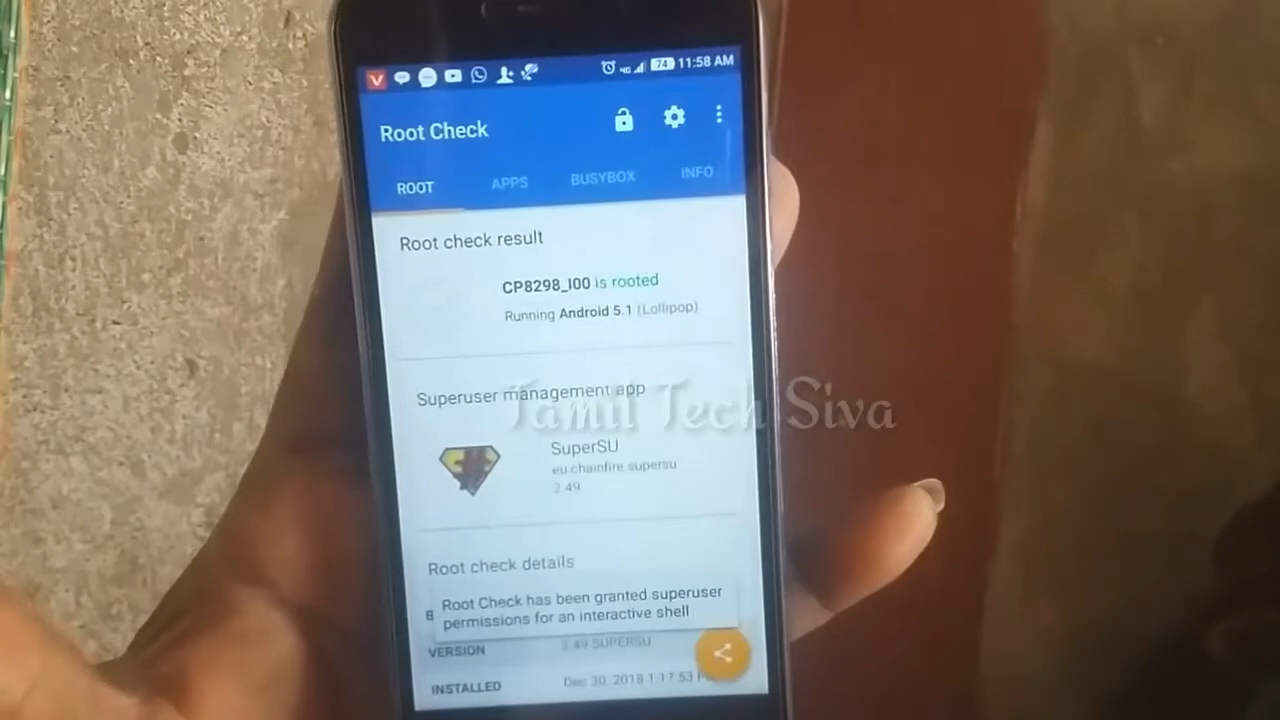 4G 74 11:58 AM
Root Check
ROOT APPS BUSYBOX INFO
Root check result
CP8298_I00 is rooted
Running Android 5.1 (Lollipop)
Superuser management app
Tamil Tech Siva
SuperSU
eu.chainfire.supersu
2.49
Root check details
Root Check has been granted superuser
permissions for an interactive shell
VERSION 2.49 SUPERSU
INSTALLED Dec 30, 2018 1:17:53